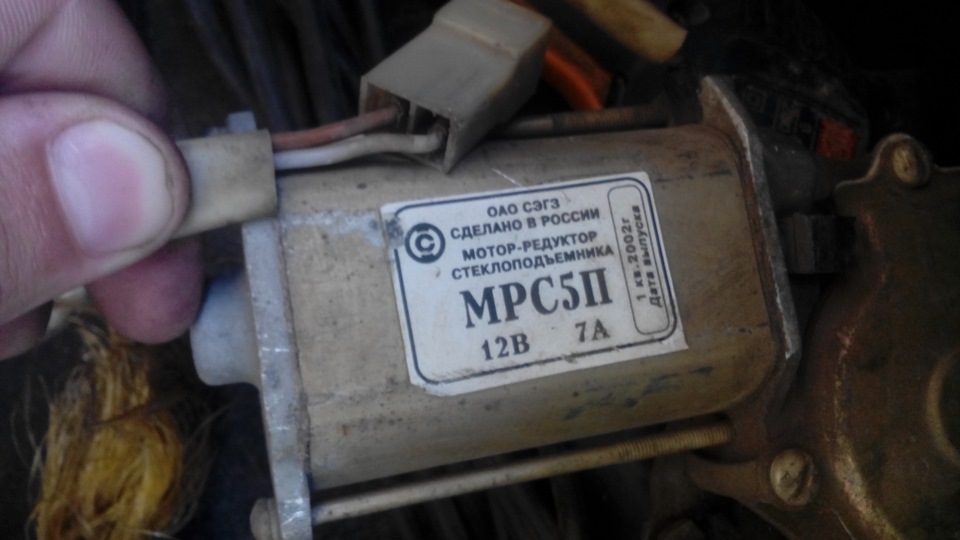 ОАО СЭГЗ
СДЕЛАНО В РОССИИ
МОТОР-РЕДУКТОР
СТЕКЛОПОДЪЕМНИКА
МРС5П
12В 7А
1 кв.2002г
Дата выпуска